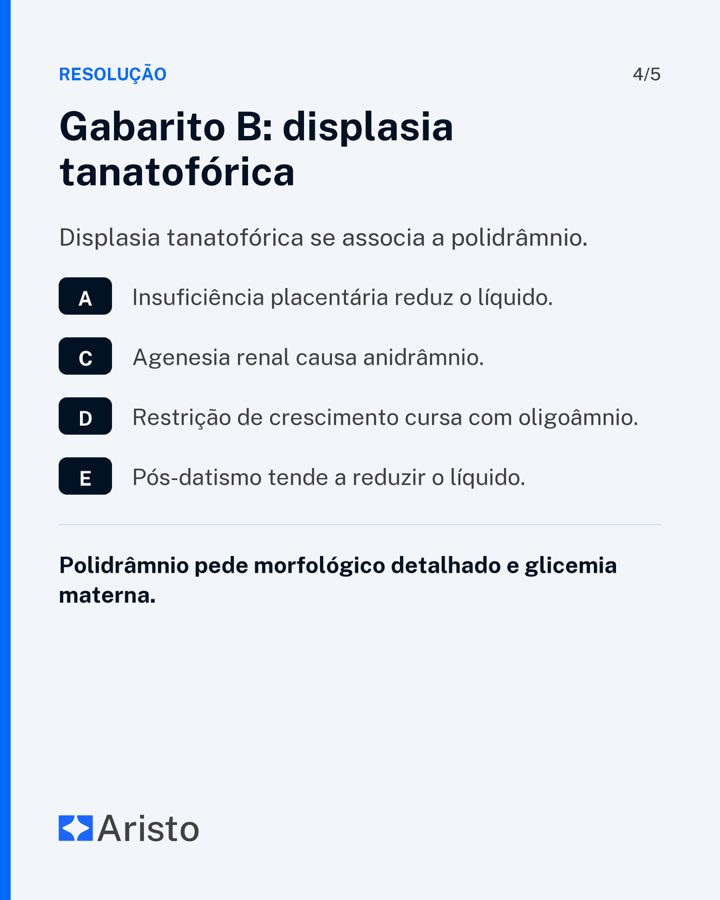 RESOLUÇÃO
4/5
Gabarito B: displasia
tanatofórica
Displasia tanatofórica se associa a polidrâmnio.
A Insuficiência placentária reduz o líquido.
C Agenesia renal causa anidrâmnio.
D Restrição de crescimento cursa com oligoâmnio.
E Pós-datismo tende a reduzir o líquido.
Polidrâmnio pede morfológico detalhado e glicemia
materna.
Aristo